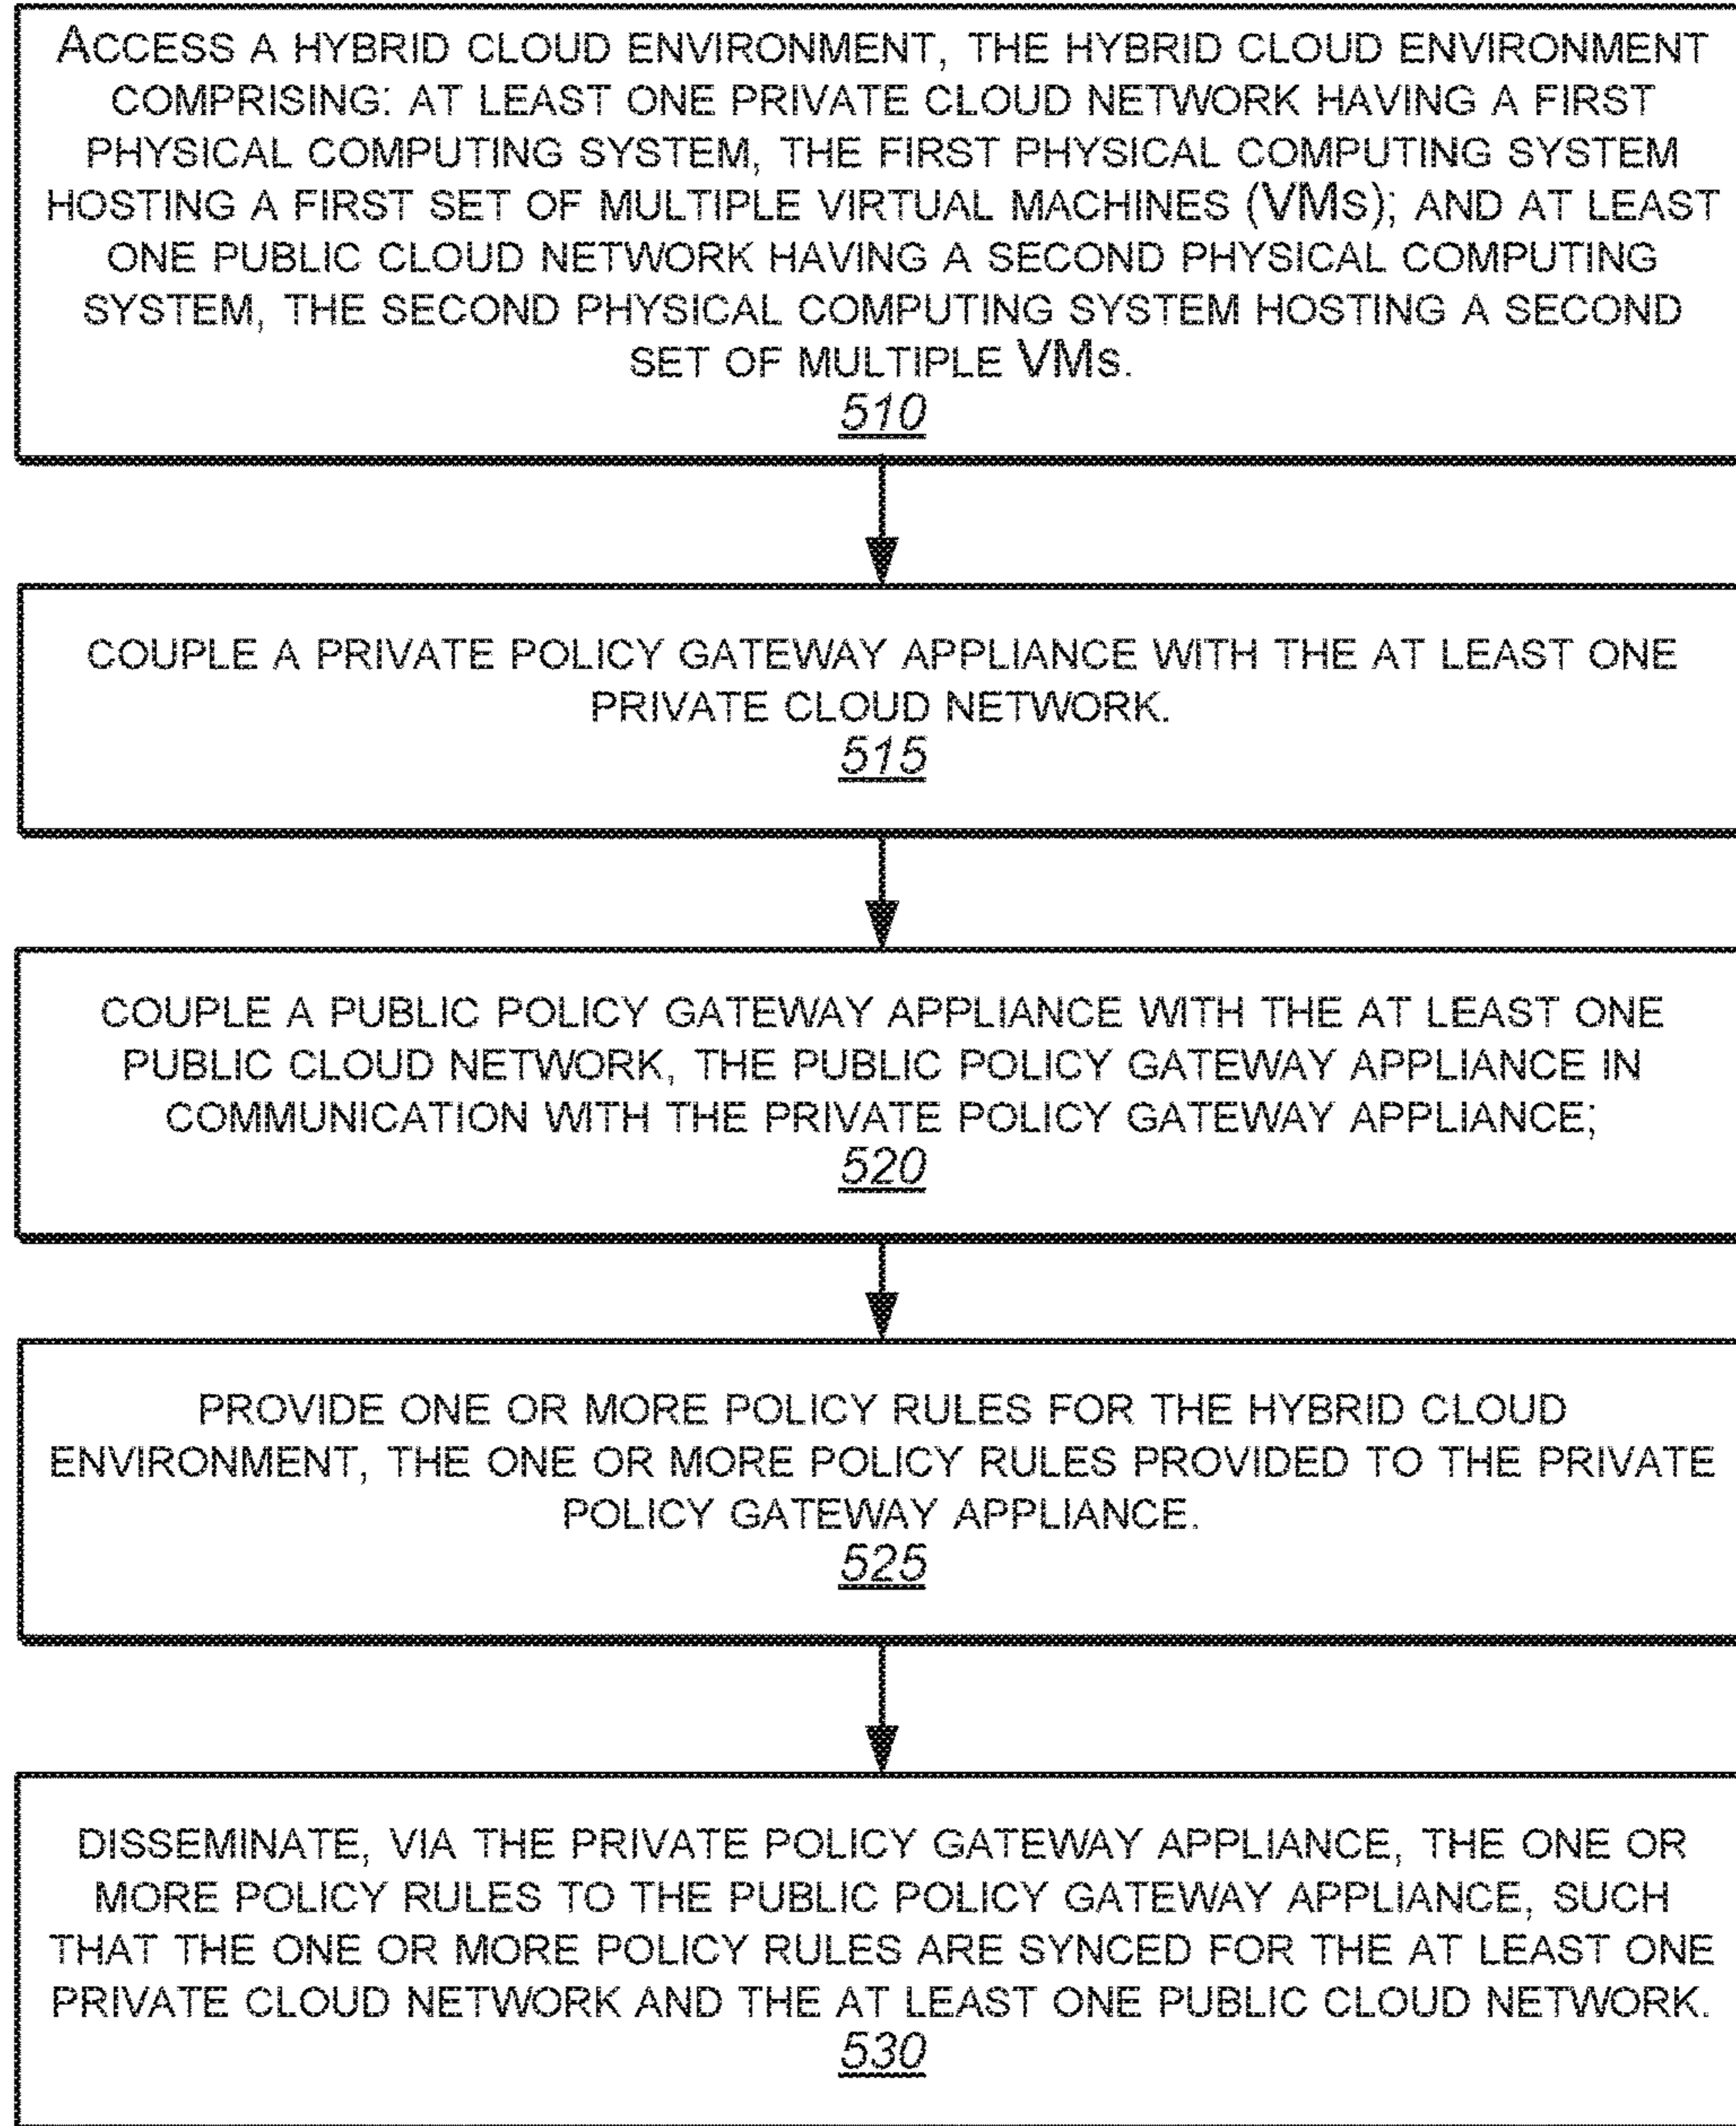 ACCESS A HYBRID CLOUD ENVIRONMENT, THE HYBRID CLOUD ENVIRONMENT
COMPRISING: AT LEAST ONE PRIVATE CLOUD NETWORK HAVING A FIRST
PHYSICAL COMPUTING SYSTEM, THE FIRST PHYSICAL COMPUTING SYSTEM
HOSTING A FIRST SET OF MULTIPLE VIRTUAL MACHINES (VMS); AND AT LEAST
ONE PUBLIC CLOUD NETWORK HAVING A SECOND PHYSICAL COMPUTING
SYSTEM, THE SECOND PHYSICAL COMPUTING SYSTEM HOSTING A SECOND
SET OF MULTIPLE VMS.
510
COUPLE A PRIVATE POLICY GATEWAY APPLIANCE WITH THE AT LEAST ONE
PRIVATE CLOUD NETWORK.
515
COUPLE A PUBLIC POLICY GATEWAY APPLIANCE WITH THE AT LEAST ONE
PUBLIC CLOUD NETWORK, THE PUBLIC POLICY GATEWAY APPLIANCE IN
COMMUNICATION WITH THE PRIVATE POLICY GATEWAY APPLIANCE;
520
PROVIDE ONE OR MORE POLICY RULES FOR THE HYBRID CLOUD
ENVIRONMENT, THE ONE OR MORE POLICY RULES PROVIDED TO THE PRIVATE
POLICY GATEWAY APPLIANCE.
525
DISSEMINATE, VIA THE PRIVATE POLICY GATEWAY APPLIANCE, THE ONE OR
MORE POLICY RULES TO THE PUBLIC POLICY GATEWAY APPLIANCE, SUCH
THAT THE ONE OR MORE POLICY RULES ARE SYNCED FOR THE AT LEAST ONE
PRIVATE CLOUD NETWORK AND THE AT LEAST ONE PUBLIC CLOUD NETWORK.
530